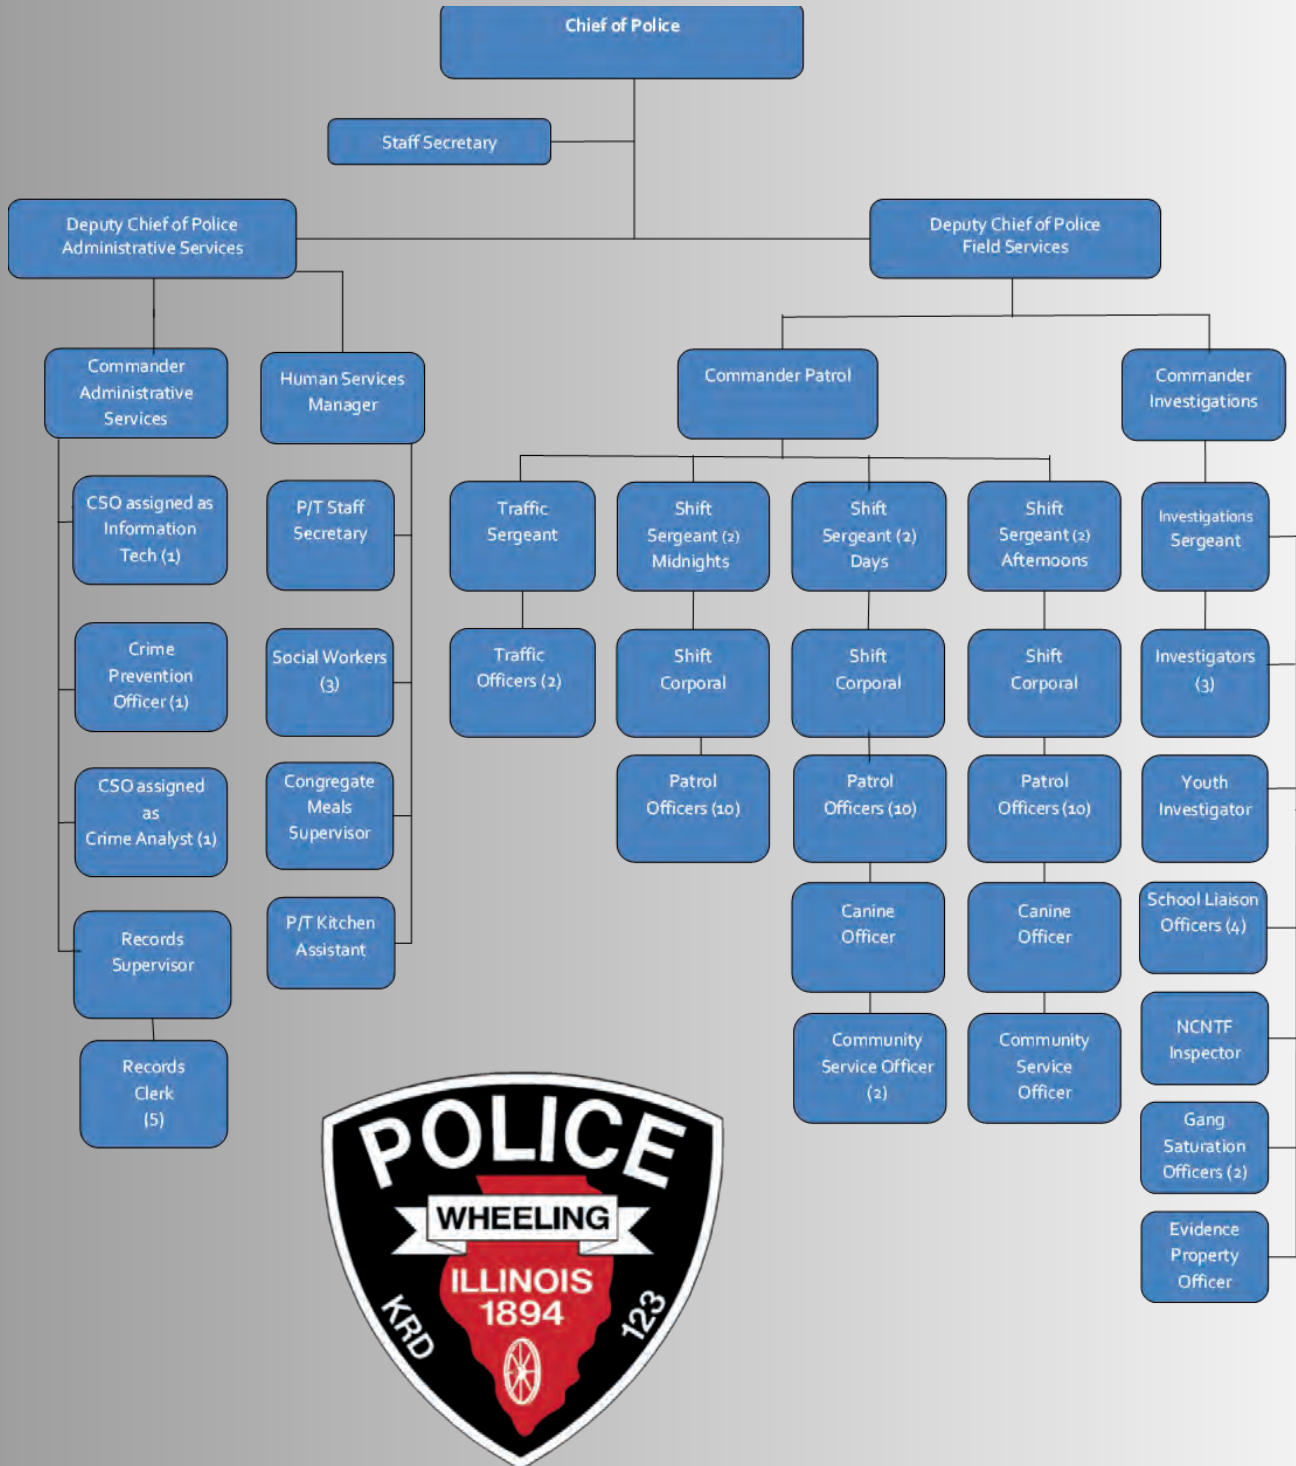 Chief of Police
Staff Secretary
Deputy Chief of Police
Administrative Services
Deputy Chief of Police
Field Services
Commander
Administrative
Services
Human Services
Manager
Commander Patrol
Commander
Investigations
CSO assigned as
Information
Tech (1)
P/T Staff
Secretary
Traffic
Sergeant
Shift
Sergeant (2)
Midnights
Shift
Sergeant (2)
Days
Shift
Sergeant (2)
Afternoons
Investigations
Sergeant
Crime
Prevention
Officer (1)
Social Workers
(3)
Traffic
Officers (2)
Shift
Corporal
Shift
Corporal
Shift
Corporal
Investigators
(3)
CSO assigned
as
Crime Analyst (1)
Congregate
Meals
Supervisor
Patrol
Officers (10)
Patrol
Officers (10)
Patrol
Officers (10)
Youth
Investigator
Records
Supervisor
P/T Kitchen
Assistant
Canine
Officer
Canine
Officer
School Liaison
Officers (4)
Records
Clerk
(5)
Community
Service Officer
(2)
Community
Service
Officer
NCNTF
Inspector
Gang
Saturation
Officers (2)
Evidence
Property
Officer
POLICE
WHEELING
ILLINOIS
1894
KRD
123